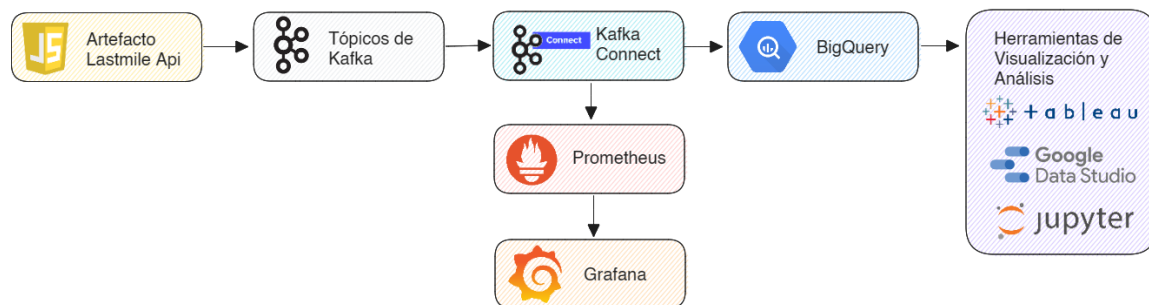 JS
Artefacto
Lastmile Api
Tópicos de
Kafka
Connect
Kafka
Connect
BigQuery
Herramientas de
Visualización y
Análisis
+ableau
Google
Data Studio
jupyter
Prometheus
Grafana